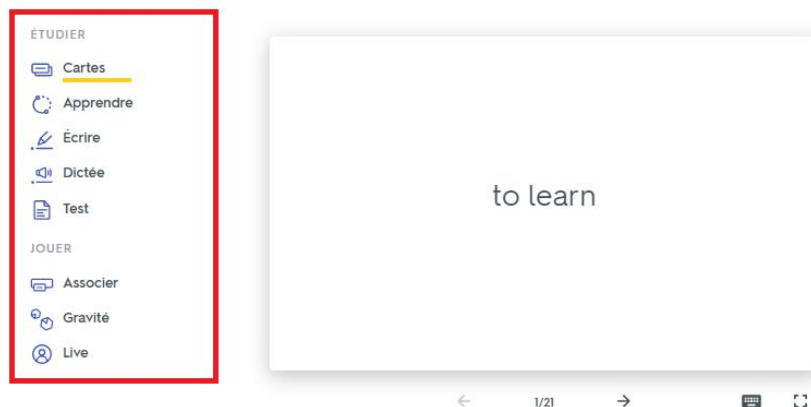 ÉTUDIER
Cartes
Apprendre
Écrire
Dictée
Test
JOUER
Associer
Gravité
Live
to learn
1/21